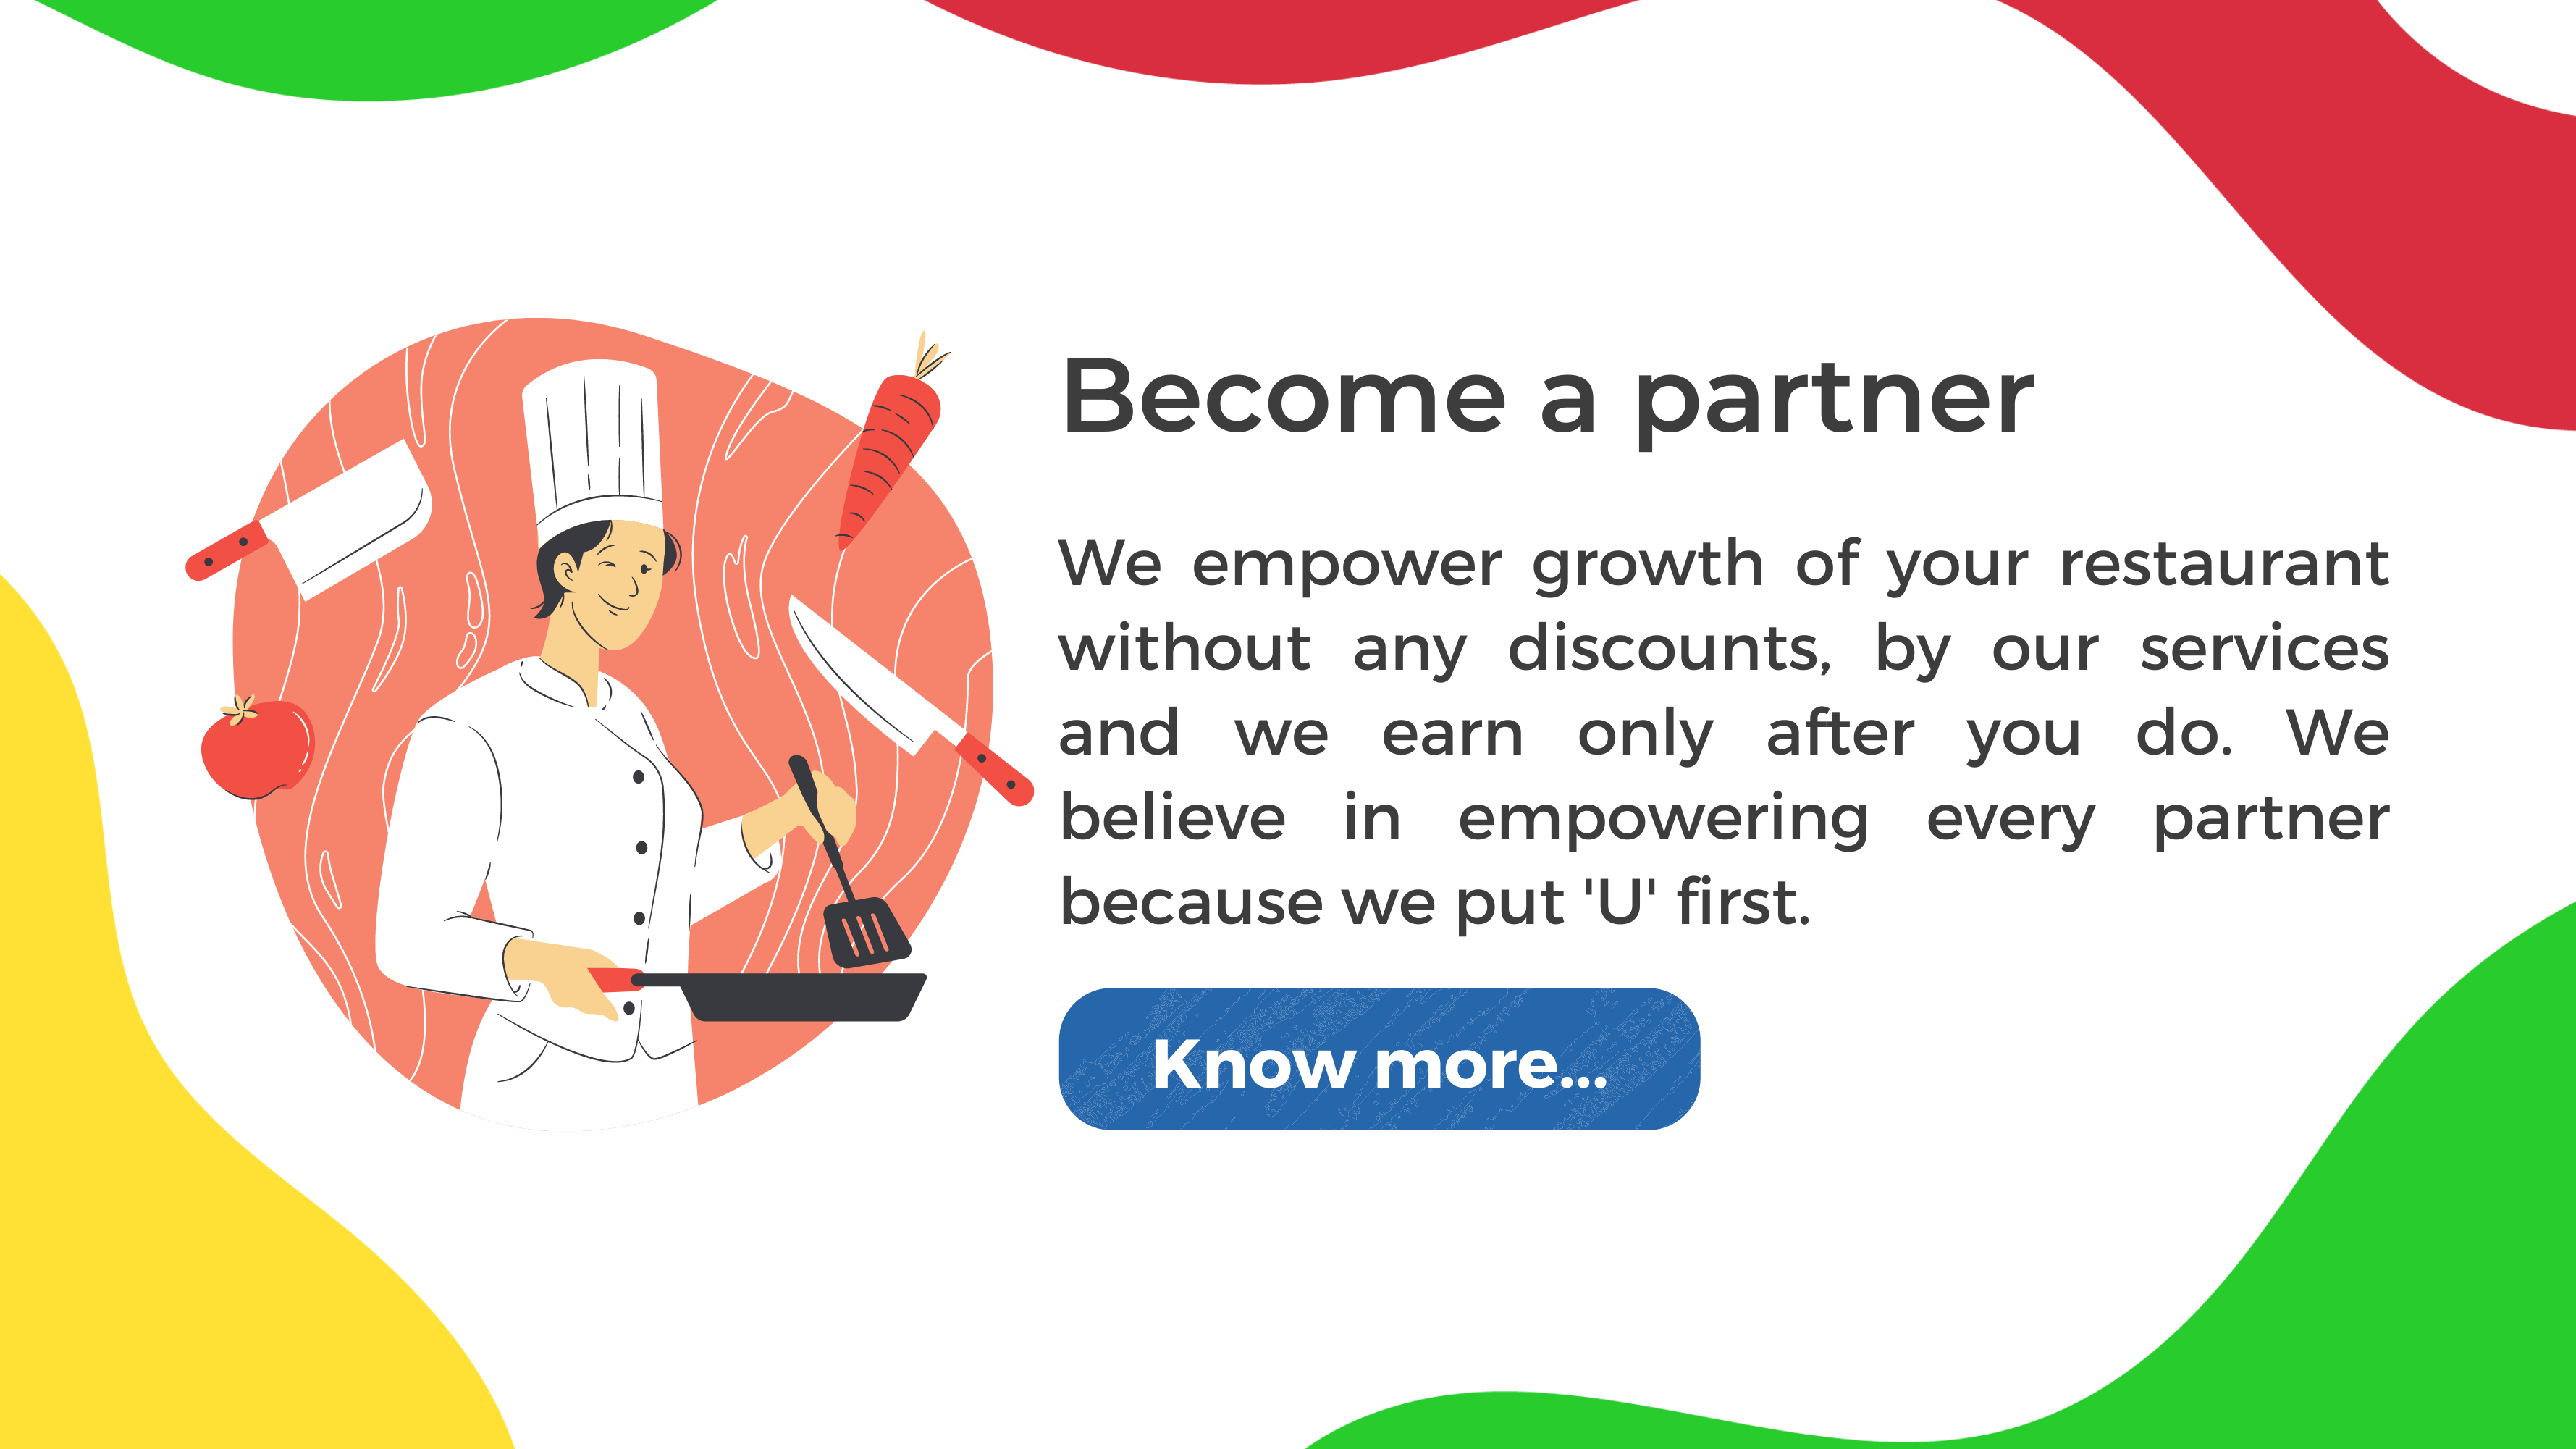 Become a partner
We empower growth of your restaurant
without any discounts, by our services
and we earn only after you do. We
believe in empowering every partner
because we put 'U' first.
Know more...